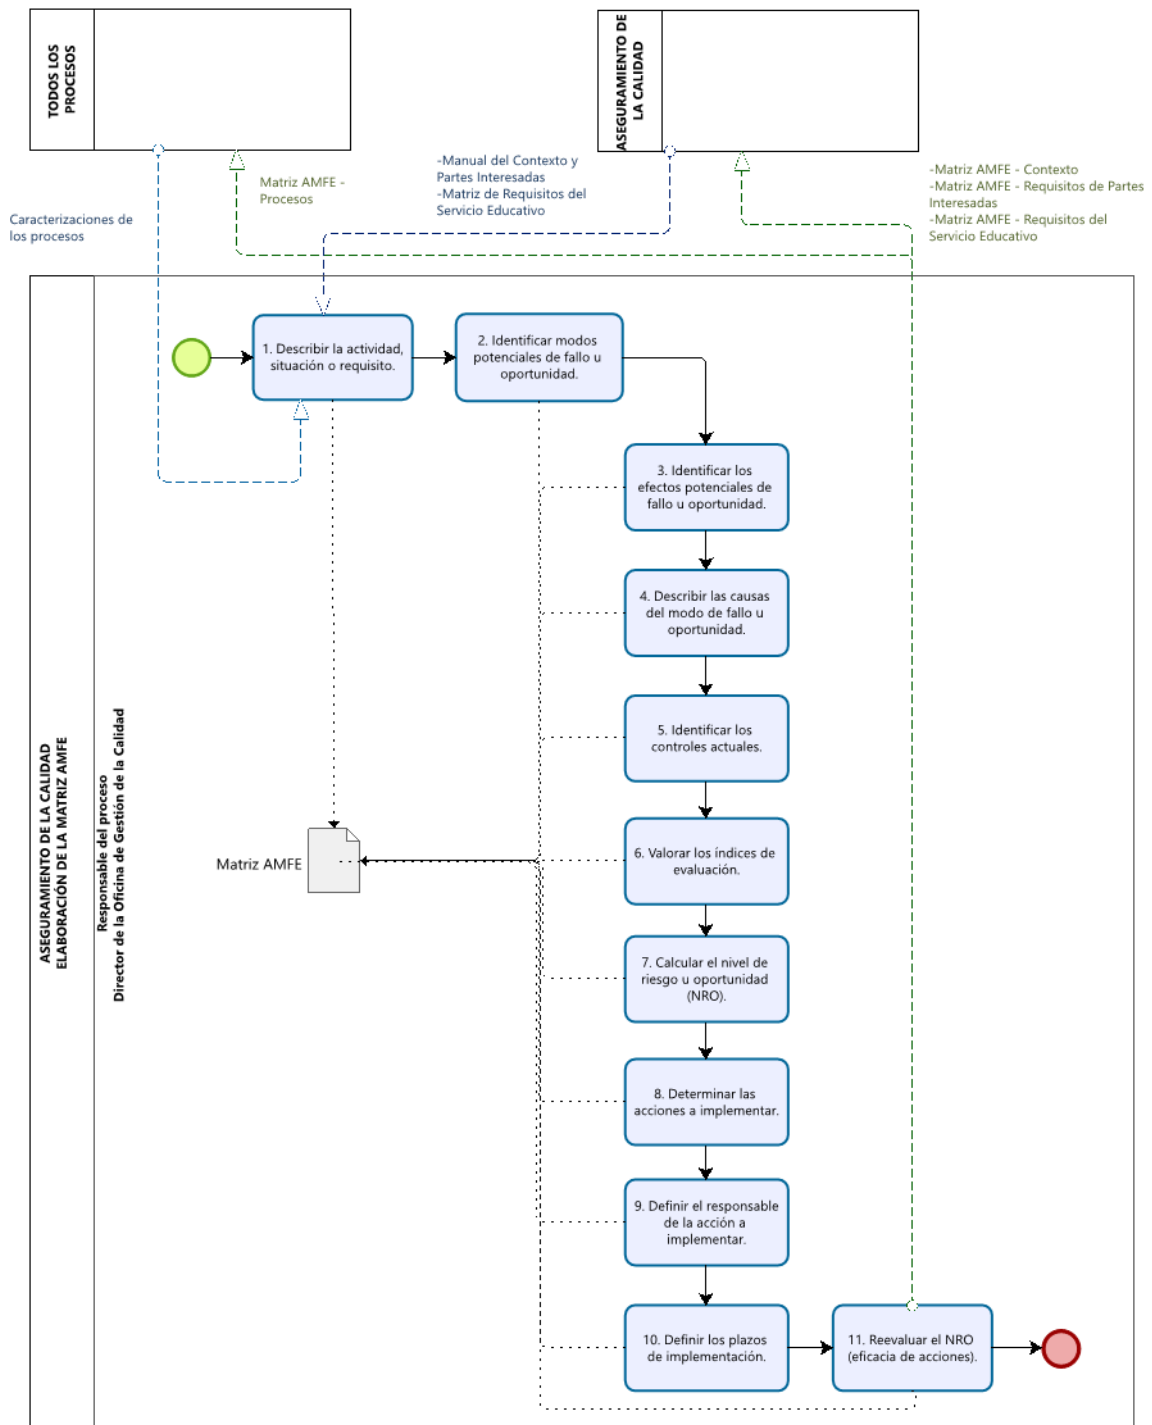 TODOS LOS
PROCESOS
ASEGURAMIENTO DE
LA CALIDAD
Caracterizaciones de
los procesos
Matriz AMFE -
Procesos
-Manual del Contexto y
Partes Interesadas
-Matriz de Requisitos del
Servicio Educativo
-Matriz AMFE - Contexto
-Matriz AMFE - Requisitos de Partes
Interesadas
-Matriz AMFE - Requisitos del
Servicio Educativo
ASEGURAMIENTO DE LA CALIDAD
ELABORACIÓN DE LA MATRIZ AMFE
Responsable del proceso
Director de la Oficina de Gestión de la Calidad
1. Describir la actividad,
situación o requisito.
2. Identificar modos
potenciales de fallo u
oportunidad.
3. Identificar los
efectos potenciales de
fallo u oportunidad.
4. Describir las causas
del modo de fallo u
oportunidad.
5. Identificar los
controles actuales.
Matriz AMFE
6. Valorar los índices de
evaluación.
7. Calcular el nivel de
riesgo u oportunidad
(NRO).
8. Determinar las
acciones a implementar.
9. Definir el responsable
de la acción a
implementar.
10. Definir los plazos
de implementación.
11. Reevaluar el NRO
(eficacia de acciones).